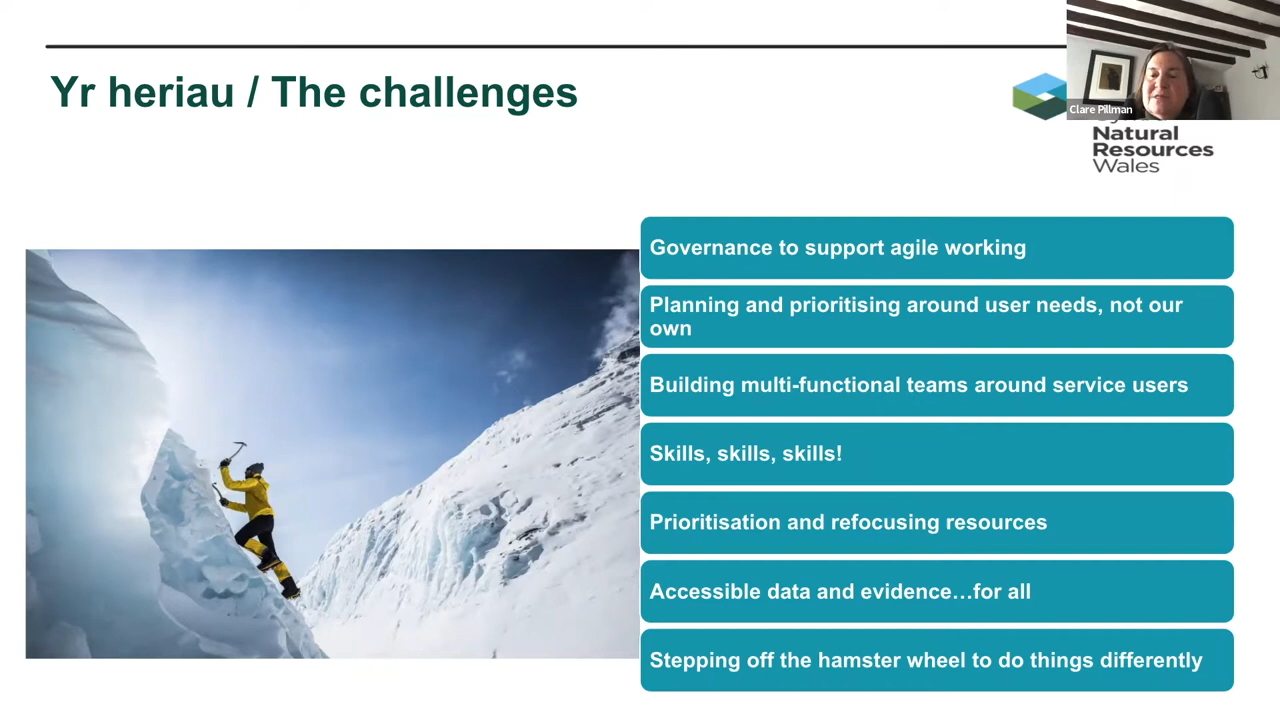 Yr heriau / The challenges
Clare Pillman
Natural
Resources
Wales
Governance to support agile working
Planning and prioritising around user needs, not our
own
Building multi-functional teams around service users
Skills, skills, skills!
Prioritisation and refocusing resources
Accessible data and evidence…for all
Stepping off the hamster wheel to do things differently